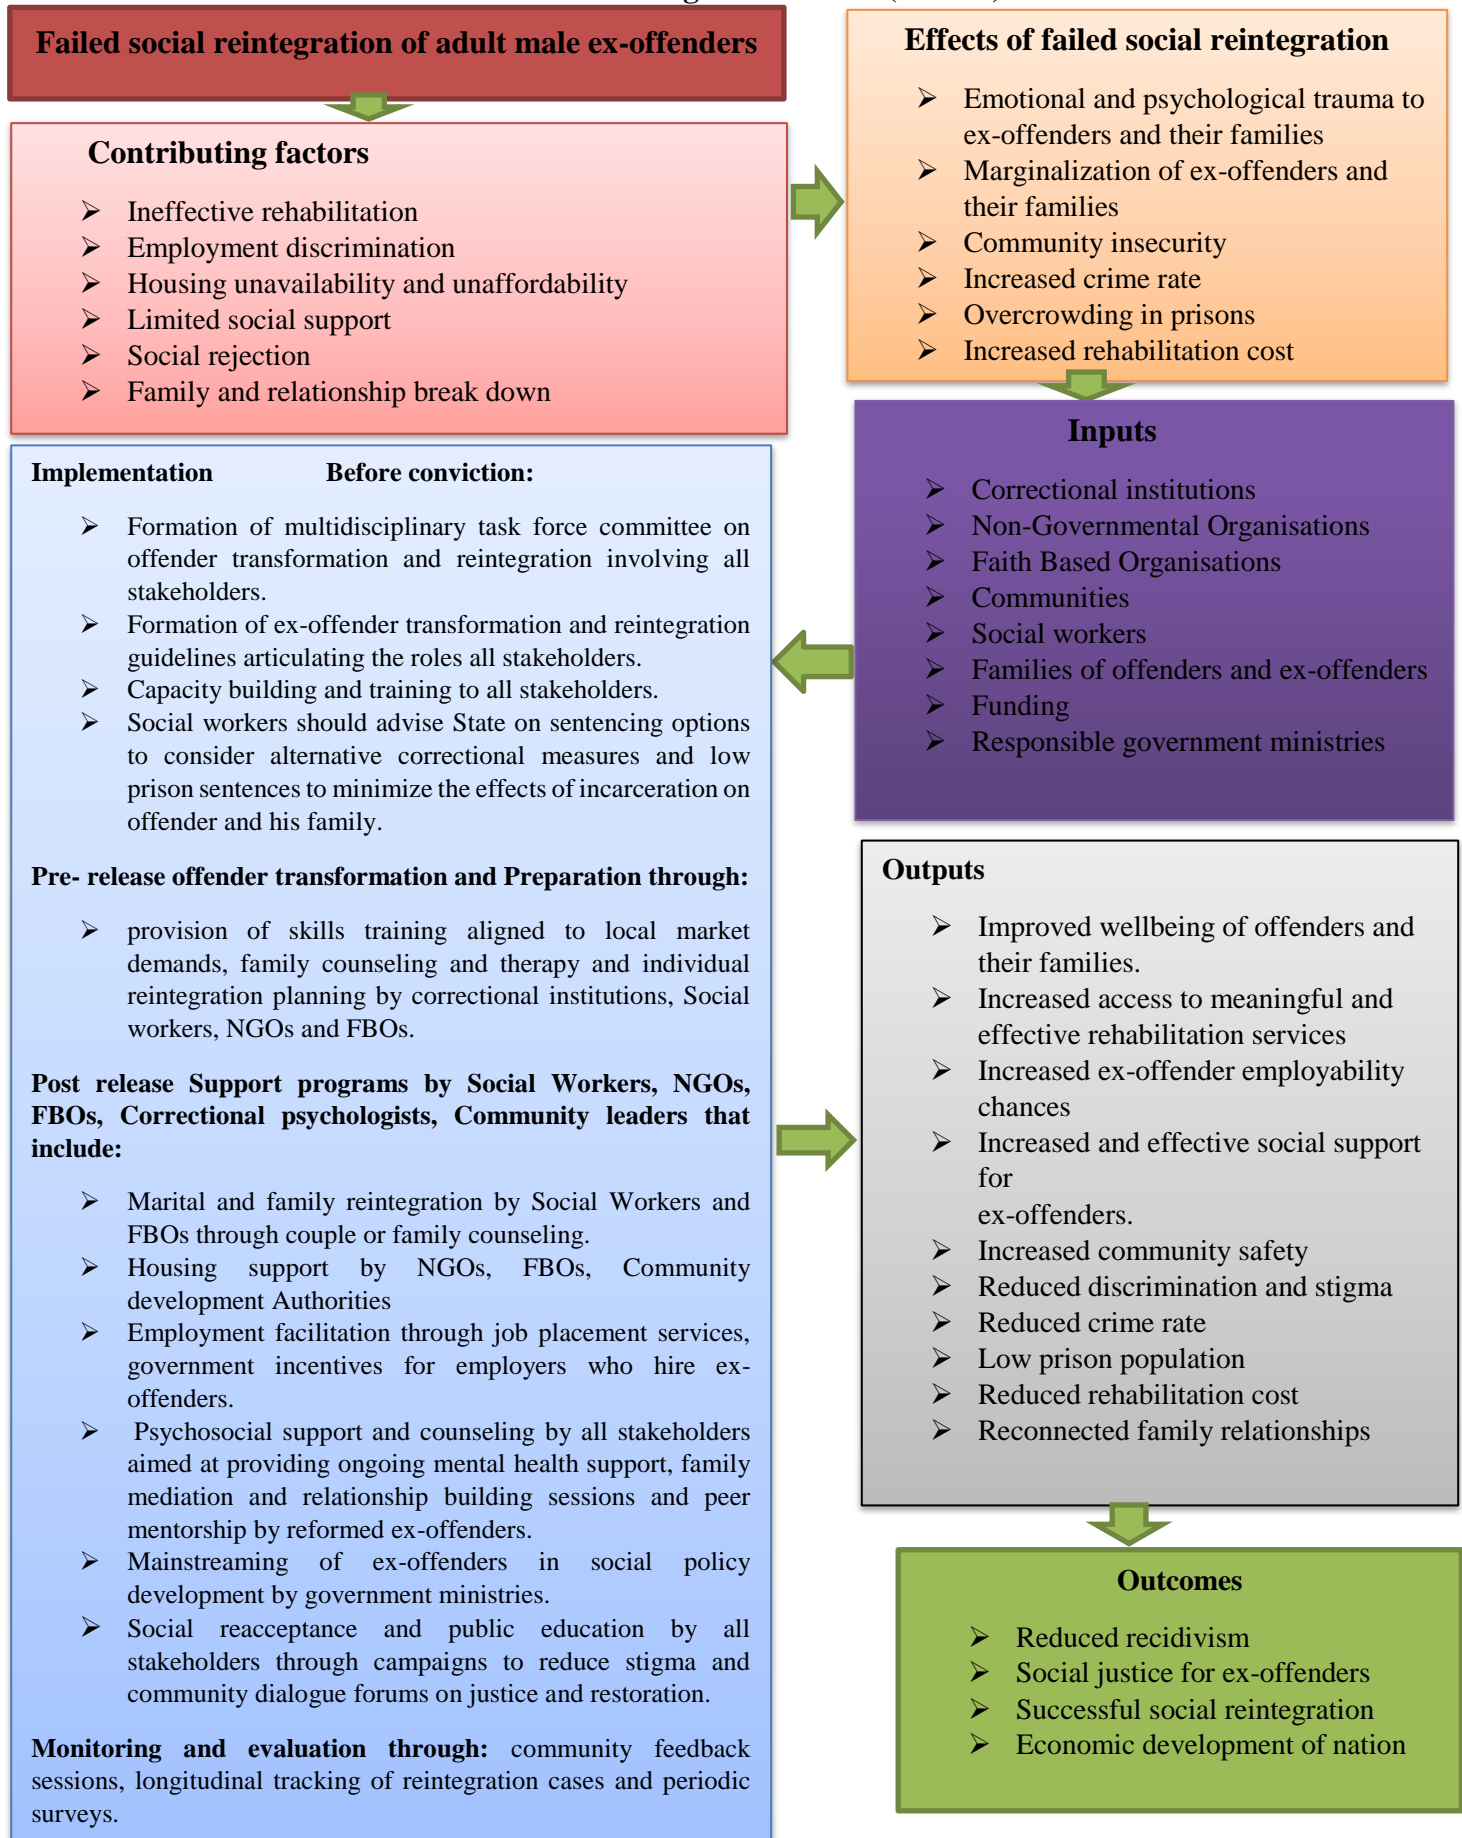 Failed social reintegration of adult male ex-offenders
Contributing factors
➢ Ineffective rehabilitation
➢ Employment discrimination
➢ Housing unavailability and unaffordability
➢ Limited social support
➢ Social rejection
➢ Family and relationship break down
Effects of failed social reintegration
➢ Emotional and psychological trauma to
ex-offenders and their families
➢ Marginalization of ex-offenders and
their families
➢ Community insecurity
➢ Increased crime rate
➢ Overcrowding in prisons
➢ Increased rehabilitation cost
Inputs
➢ Correctional institutions
➢ Non-Governmental Organisations
➢ Faith Based Organisations
➢ Communities
➢ Social workers
➢ Families of offenders and ex-offenders
➢ Funding
➢ Responsible government ministries
Implementation Before conviction:
➢ Formation of multidisciplinary task force committee on
offender transformation and reintegration involving all
stakeholders.
➢ Formation of ex-offender transformation and reintegration
guidelines articulating the roles all stakeholders.
➢ Capacity building and training to all stakeholders.
➢ Social workers should advise State on sentencing options
to consider alternative correctional measures and low
prison sentences to minimize the effects of incarceration on
offender and his family.
Pre- release offender transformation and Preparation through:
➢ provision of skills training aligned to local market
demands, family counseling and therapy and individual
reintegration planning by correctional institutions, Social
workers, NGOs and FBOs.
Post release Support programs by Social Workers, NGOs,
FBOs, Correctional psychologists, Community leaders that
include:
➢ Marital and family reintegration by Social Workers and
FBOs through couple or family counseling.
➢ Housing support by NGOs, FBOs, Community
development Authorities
➢ Employment facilitation through job placement services,
government incentives for employers who hire ex-
offenders.
➢ Psychosocial support and counseling by all stakeholders
aimed at providing ongoing mental health support, family
mediation and relationship building sessions and peer
mentorship by reformed ex-offenders.
➢ Mainstreaming of ex-offenders in social policy
development by government ministries.
➢ Social reacceptance and public education by all
stakeholders through campaigns to reduce stigma and
community dialogue forums on justice and restoration.
Monitoring and evaluation through: community feedback
sessions, longitudinal tracking of reintegration cases and periodic
surveys.
Outputs
➢ Improved wellbeing of offenders and
their families.
➢ Increased access to meaningful and
effective rehabilitation services
➢ Increased ex-offender employability
chances
➢ Increased and effective social support
for
ex-offenders.
➢ Increased community safety
➢ Reduced discrimination and stigma
➢ Reduced crime rate
➢ Low prison population
➢ Reduced rehabilitation cost
➢ Reconnected family relationships
Outcomes
➢ Reduced recidivism
➢ Social justice for ex-offenders
➢ Successful social reintegration
➢ Economic development of nation